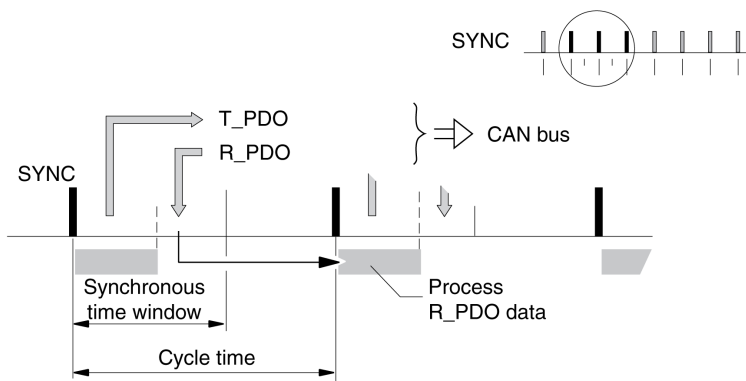 SYNC
T_PDO
R_PDO
CAN bus
SYNC
Synchronous
time window
Process
R_PDO data
Cycle time